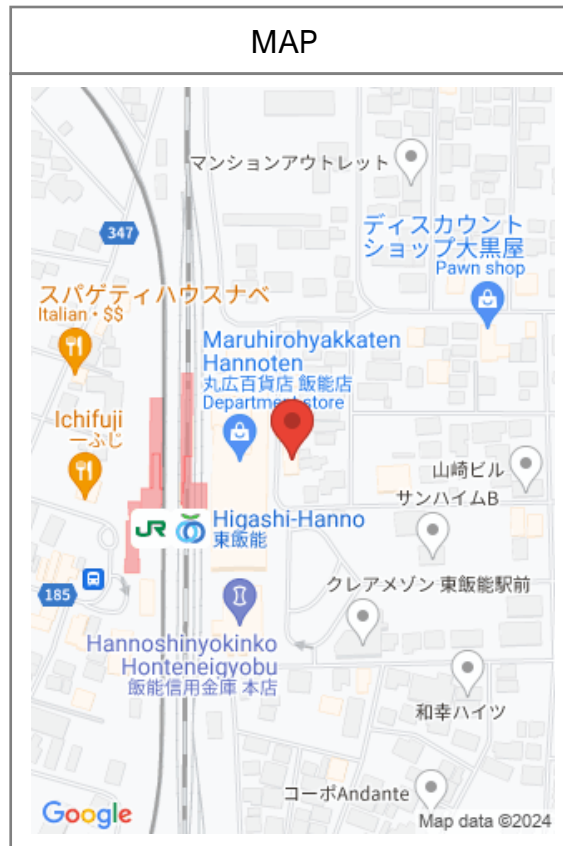 MAP
マンションアウトレット
347
ディスカウント
ショップ大黒屋
Pawn shop
スパゲティハウスナベ
Italian・$$
Maruhirohyakkaten
Hannoten
丸広百貨店 飯能店
Department store
Ichifuji
一ふじ
山崎ビル
サンハイムB
JR
Higashi-Hanno
東飯能
185
クレアメゾン 東飯能駅前
Hannoshinyokinko
Honteneigyobu
飯能信用金庫 本店
和幸ハイツ
コーポAndante
Google
Map data ©2024